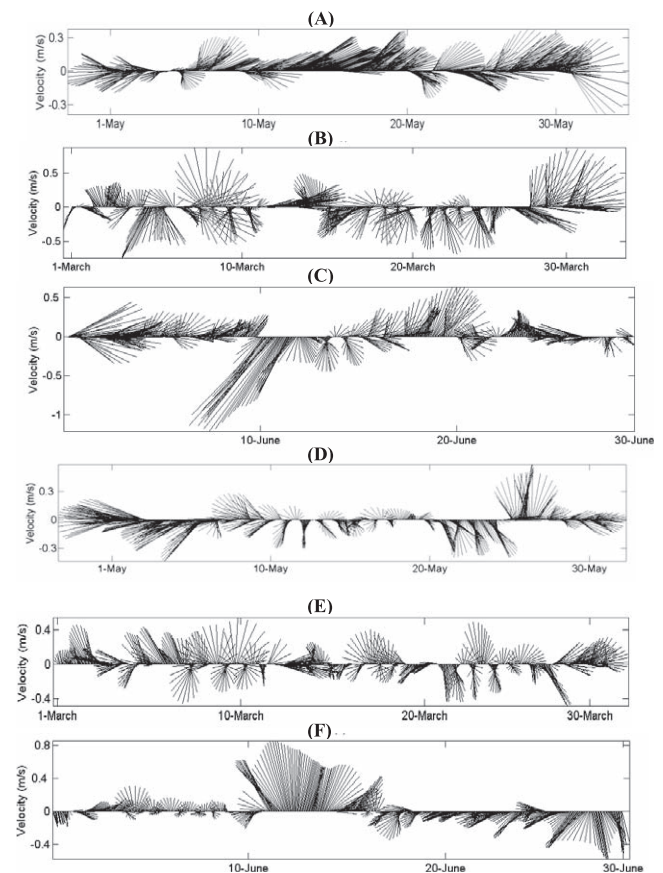 (A)
Velocity (m/s)
0.3
0
-0.3
1-May
10-May
20-May
30-May
(B)
Velocity (m/s)
0.5
0
-0.5
1-March
10-March
20-March
30-March
(C)
Velocity (m/s)
0.5
0
-0.5
-1
10-June
20-June
30-June
(D)
Velocity (m/s)
0.3
0
-0.3
1-May
10-May
20-May
30-May
(E)
Velocity (m/s)
0.4
0
-0.4
1-March
10-March
20-March
30-March
(F)
Velocity (m/s)
0.8
0.4
0
-0.4
10-June
20-June
30-June